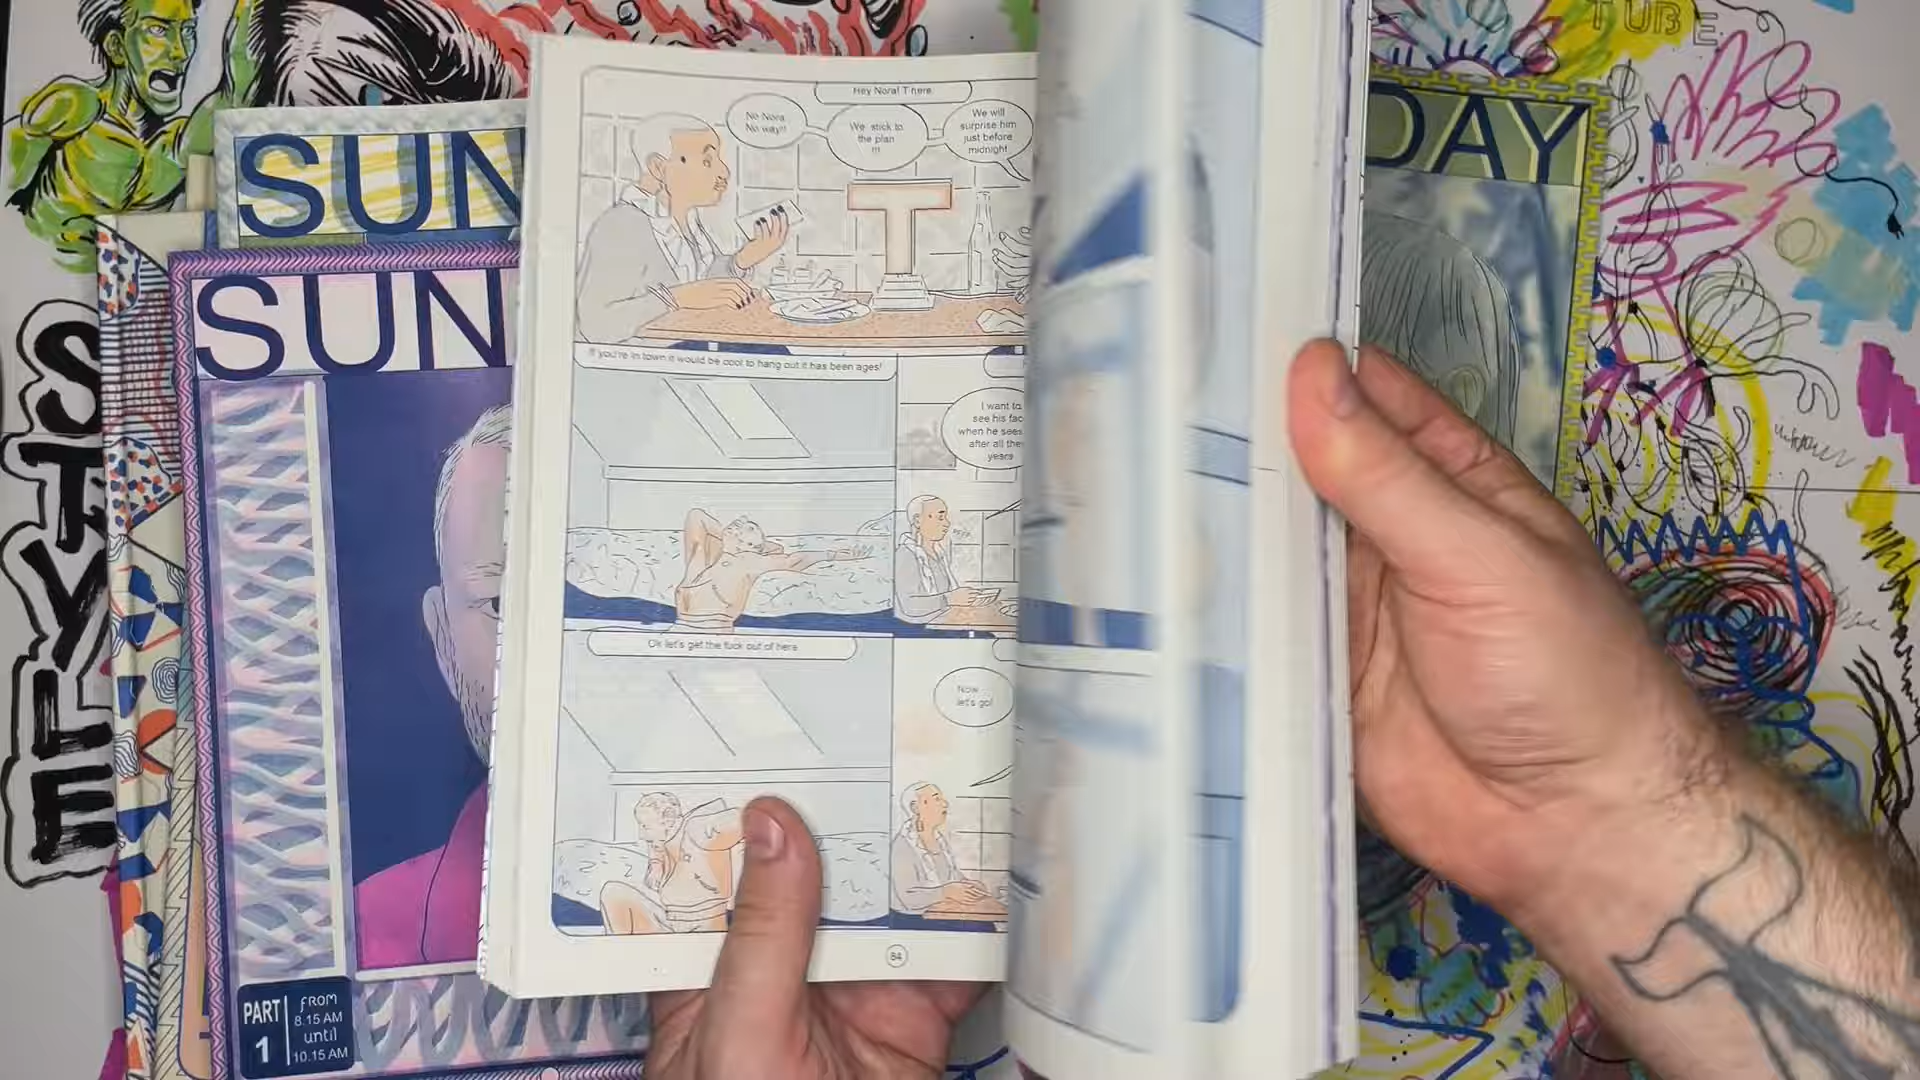 TUBE
SUN
DAY
SUN
STYLE
Hey Nora! T here.
No Nora
No way!!
We stick to
the plan
!!!
We will
surprise him
just before
midnight
T
If you're in town it would be cool to hang out it has been ages!
I want to
see his fac
when he sees
after all the
years
Ok let's get the fuck out of here
Now
let's go!
84
PART
1
FROM
8.15 AM
until
10.15 AM